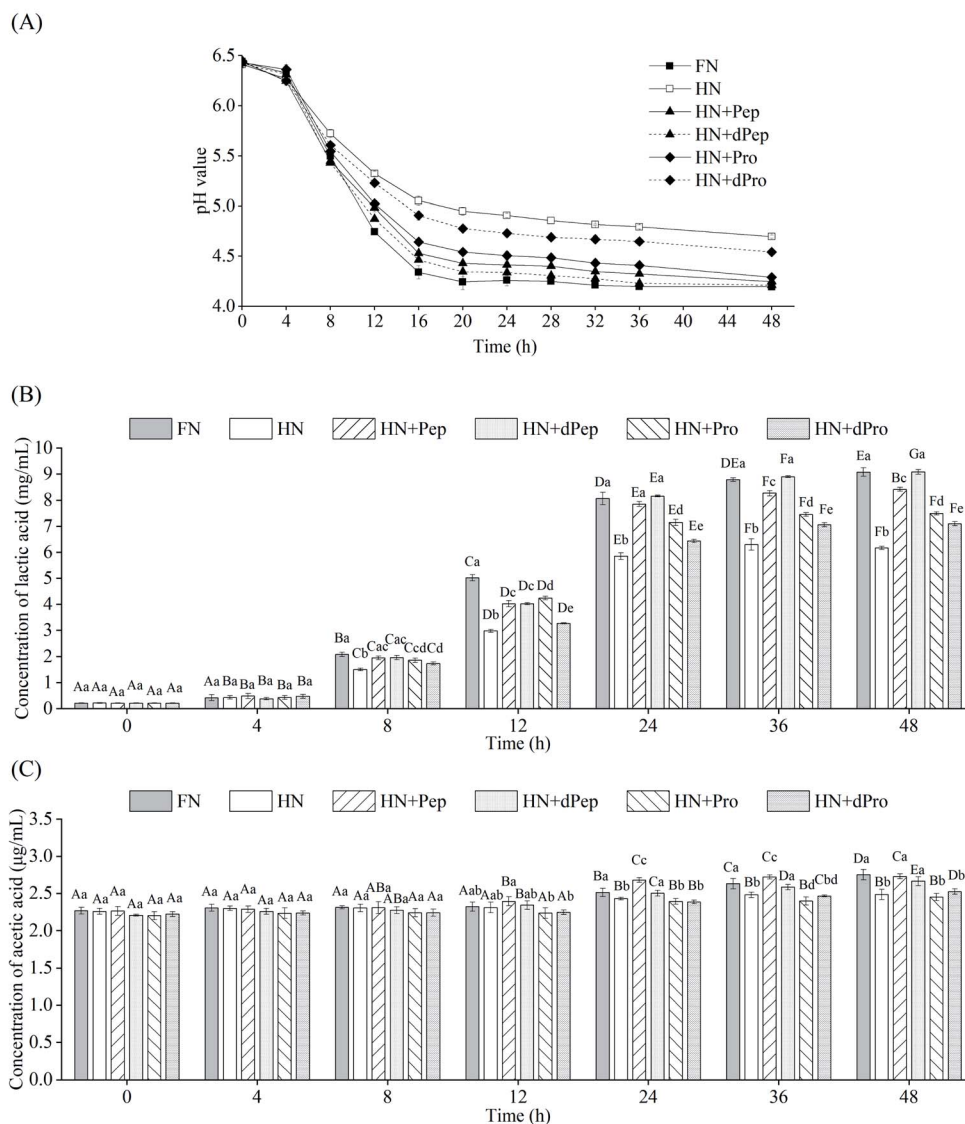 (A)
6.5
6.0
5.5
5.0
4.5
4.0
pH value
0 4 8 12 16 20 24 28 32 36 40 44 48
Time (h)
FN
HN
HN+Pep
HN+dPep
HN+Pro
HN+dPro
(B)
FN HN HN+Pep HN+dPep HN+Pro HN+dPro
10
9
8
7
6
5
4
3
2
1
0
Concentration of lactic acid (mg/mL)
Aa Aa Aa Aa Aa Aa
Aa Ba Ba Ba Ba Ba
Ba Cb Cac Cac Ccd Cd
Ca Db Dc Dc Dd De
Da Eb Ea Ea Ed Ee
DEa Fb Fc Fa Fd Fe
Ea Fb Bc Ga Fd Fe
0 4 8 12 24 36 48
Time (h)
(C)
FN HN HN+Pep HN+dPep HN+Pro HN+dPro
3.5
3.0
2.5
2.0
1.5
1.0
0.5
0.0
Concentration of acetic acid (μg/mL)
Aa Aa Aa Aa Aa Aa
Aa Aa Aa Aa Aa Aa
Aa Aa ABa ABa Aa Aa
Aab Aab Ba Bab Ab Ab
Ba Bb Cc Ca Bb Bb
Ca Bb Cc Da Bd Cbd
Da Bb Ca Ea Bb Db
0 4 8 12 24 36 48
Time (h)